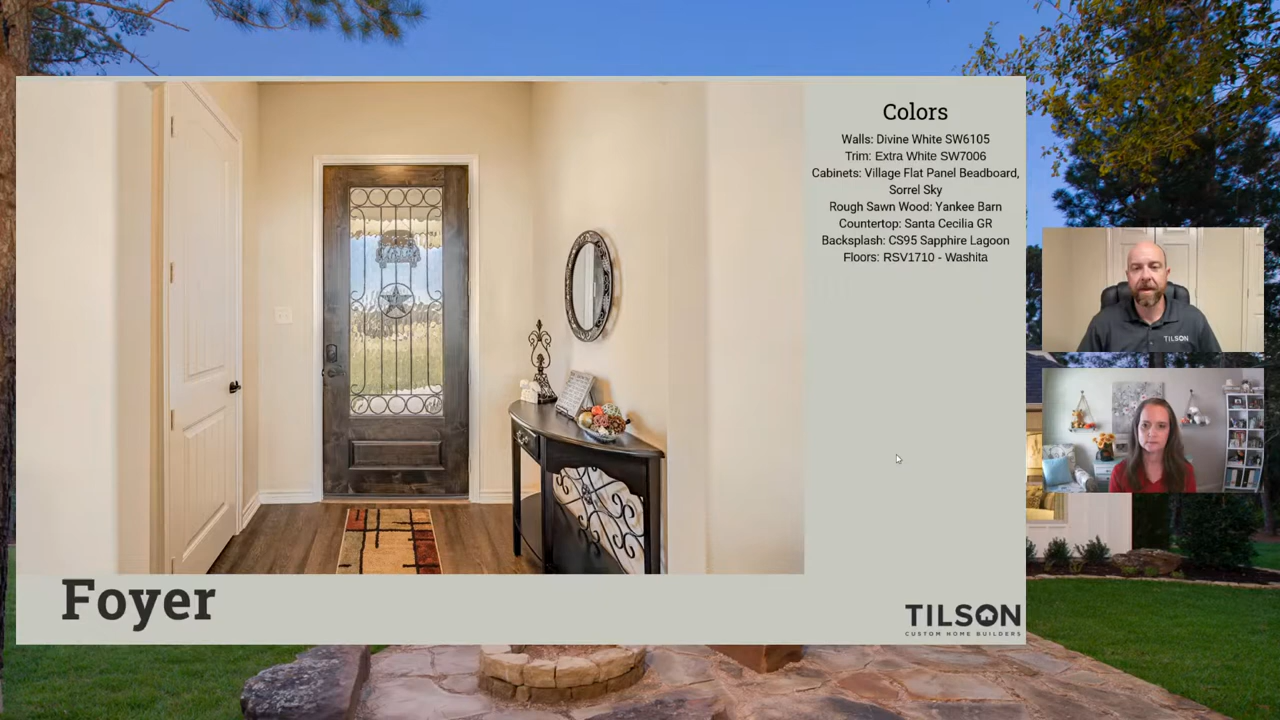 Colors
Walls: Divine White SW6105
Trim: Extra White SW7006
Cabinets: Village Flat Panel Beadboard,
Sorrel Sky
Rough Sawn Wood: Yankee Barn
Countertop: Santa Cecilia GR
Backsplash: CS95 Sapphire Lagoon
Floors: RSV1710 - Washita
TILSON
Foyer
TILSON
CUSTOM HOME BUILDERS